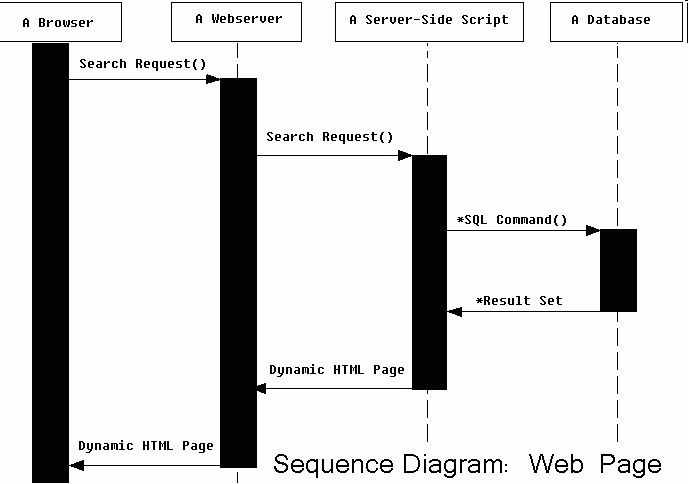 A Browser
A Webserver
A Server-Side Script
A Database
Search Request()
Search Request()
*SQL Command()
*Result Set
Dynamic HTML Page
Dynamic HTML Page
Sequence Diagram: Web Page